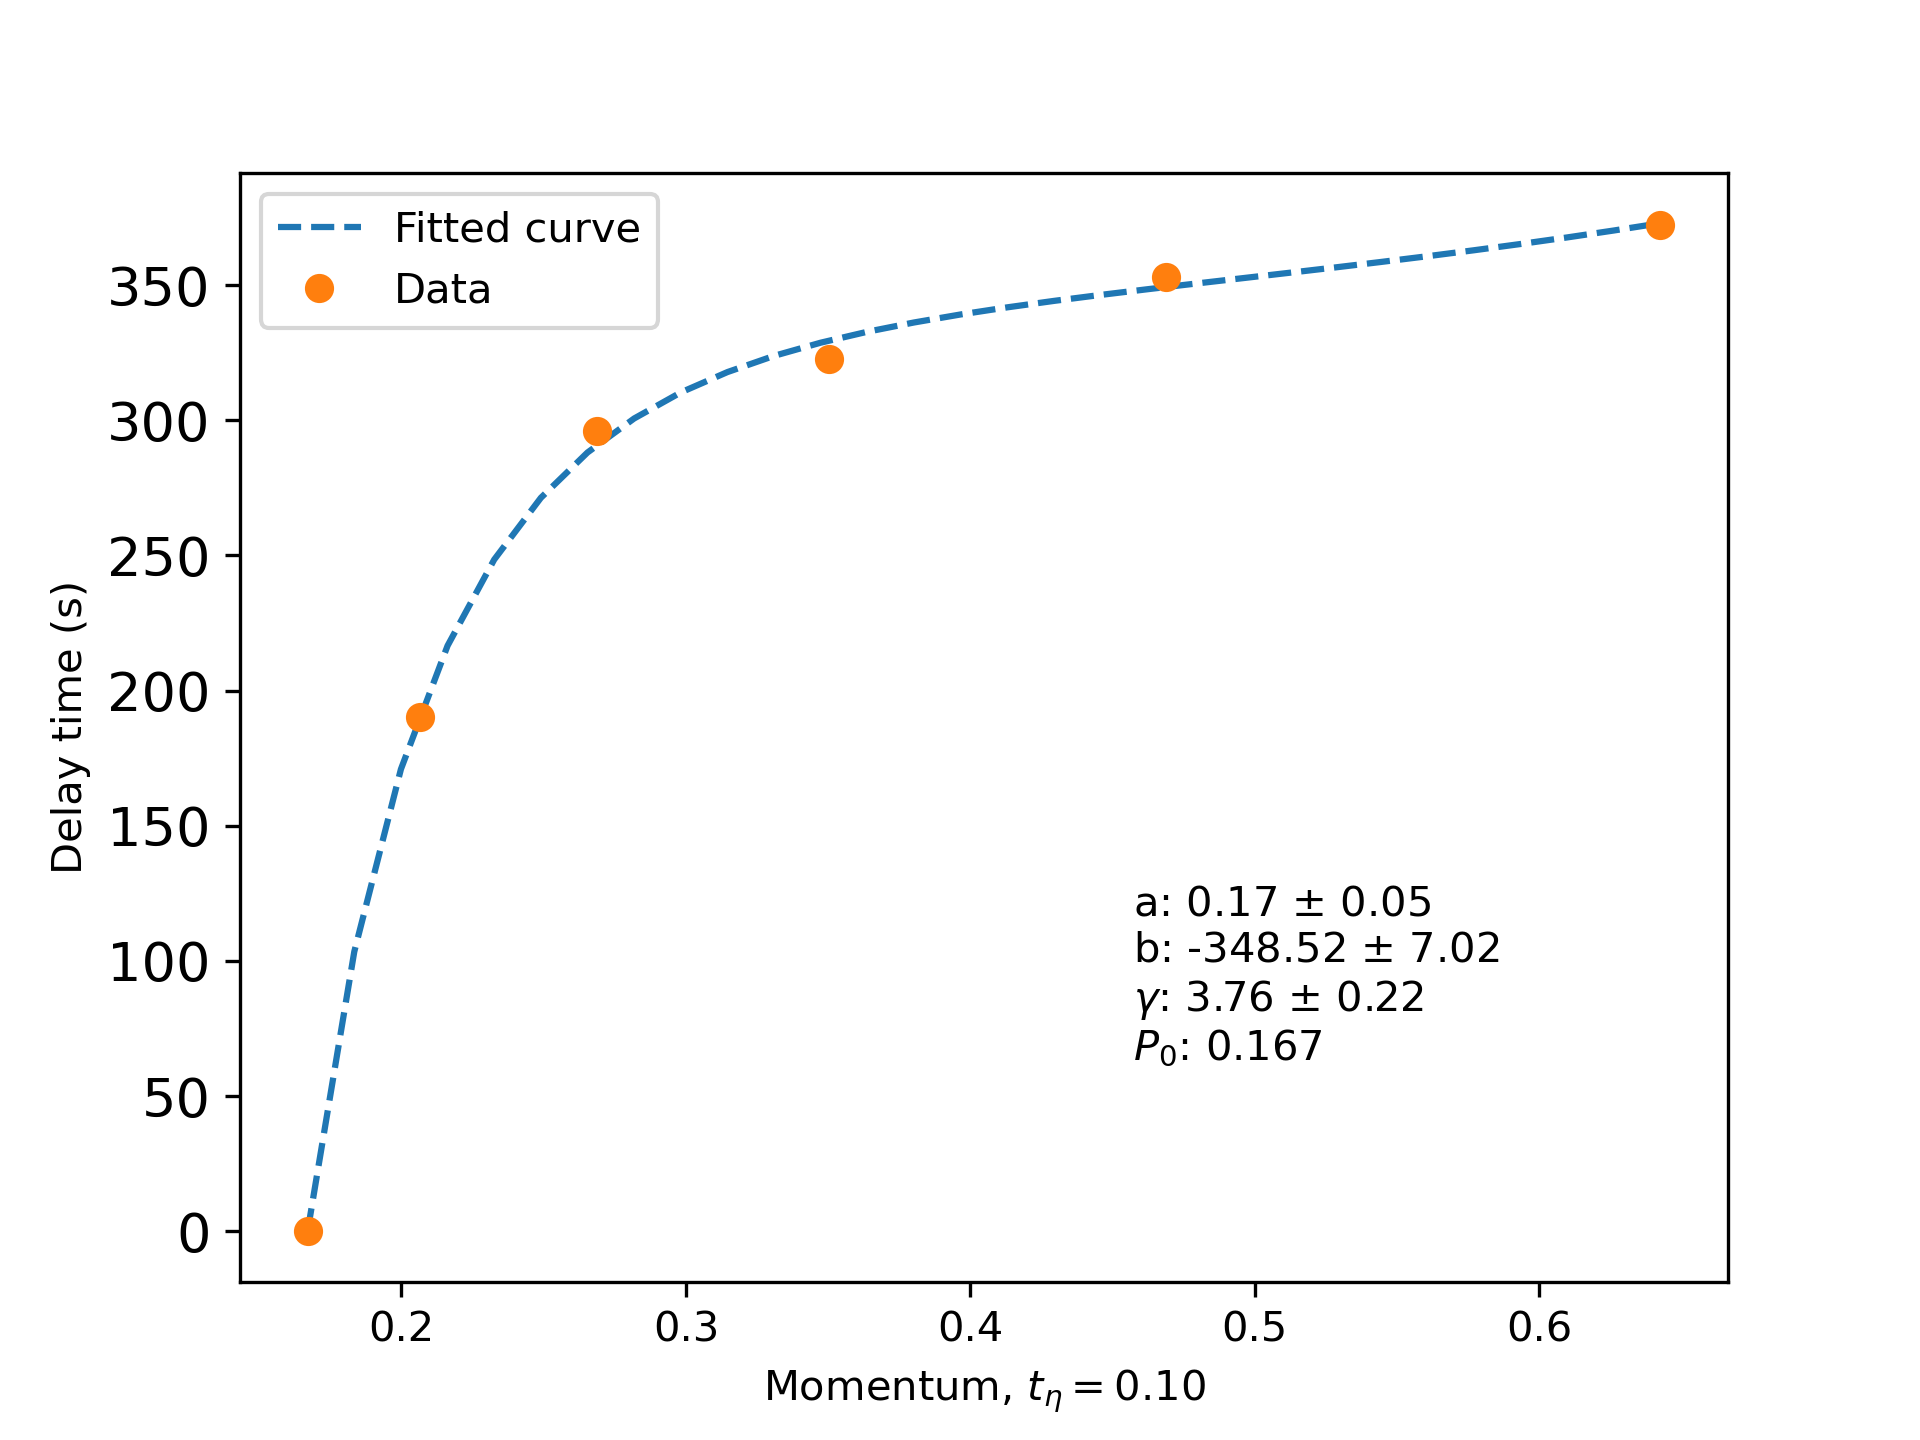 Fitted curve
Data
350
300
250
200
150
100
50
0
Delay time (s)
a: 0.17 ± 0.05
b: -348.52 ± 7.02
γ: 3.76 ± 0.22
P₀: 0.167
0.2 0.3 0.4 0.5 0.6
Momentum, tη = 0.10